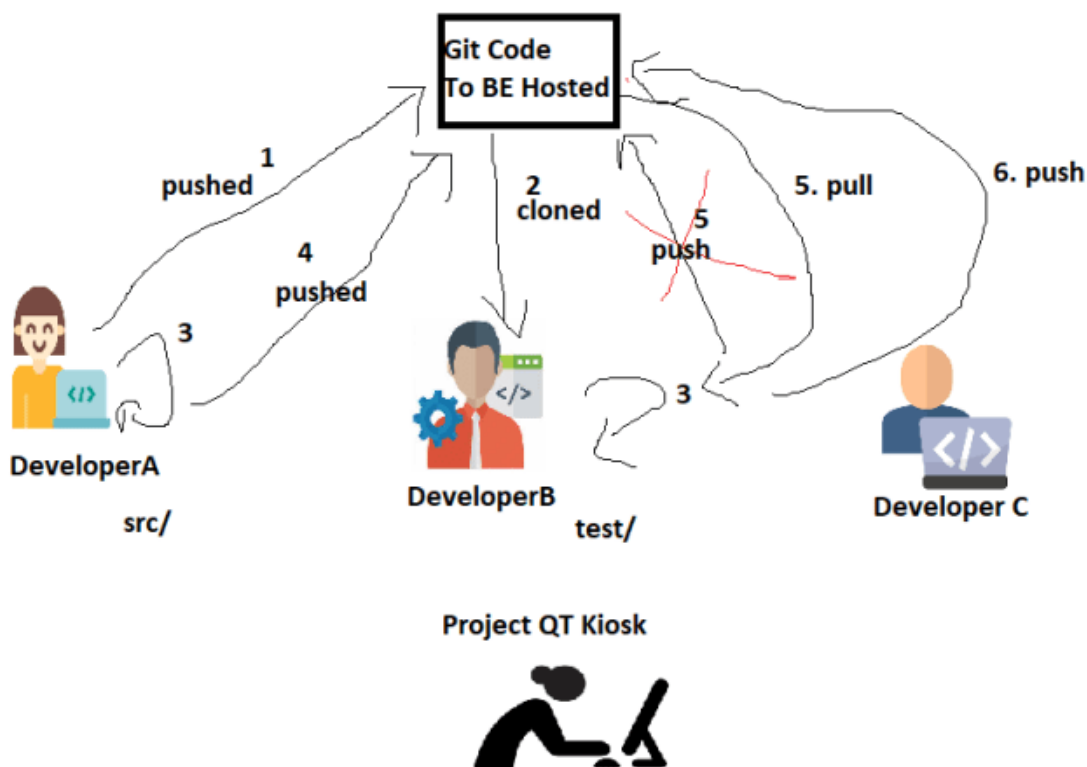 Git Code
To BE Hosted
1
pushed
2
cloned
5
push
5. pull
6. push
4
pushed
3
</>
</>
3
</>
DeveloperA
DeveloperB
Developer C
src/
test/
Project QT Kiosk